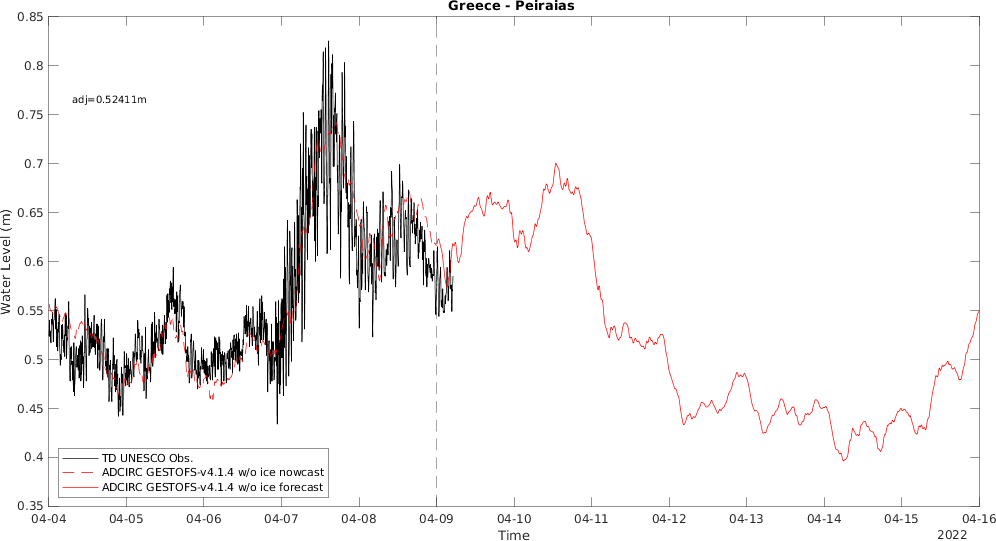 Greece - Peiraias
0.85
0.8
0.75
0.7
0.65
0.6
0.55
0.5
0.45
0.4
0.35
Water Level (m)
adj=0.52411m
TD UNESCO Obs.
ADCIRC GESTOFS-v4.1.4 w/o ice nowcast
ADCIRC GESTOFS-v4.1.4 w/o ice forecast
04-04 04-05 04-06 04-07 04-08 04-09 04-10 04-11 04-12 04-13 04-14 04-15 04-16
Time
2022